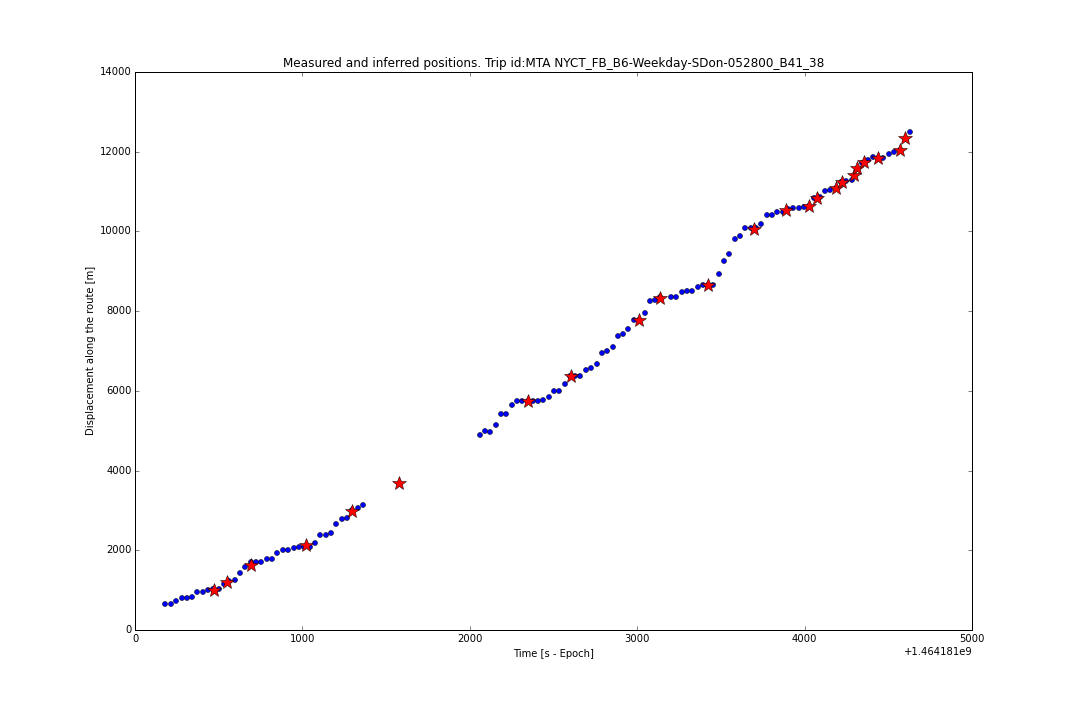 Measured and inferred positions. Trip id:MTA NYCT_FB_B6-Weekday-SDon-052800_B41_38
14000
12000
10000
8000
6000
4000
2000
0
Displacement along the route [m]
0 1000 2000 3000 4000 5000
Time [s - Epoch]
+1.464181e9